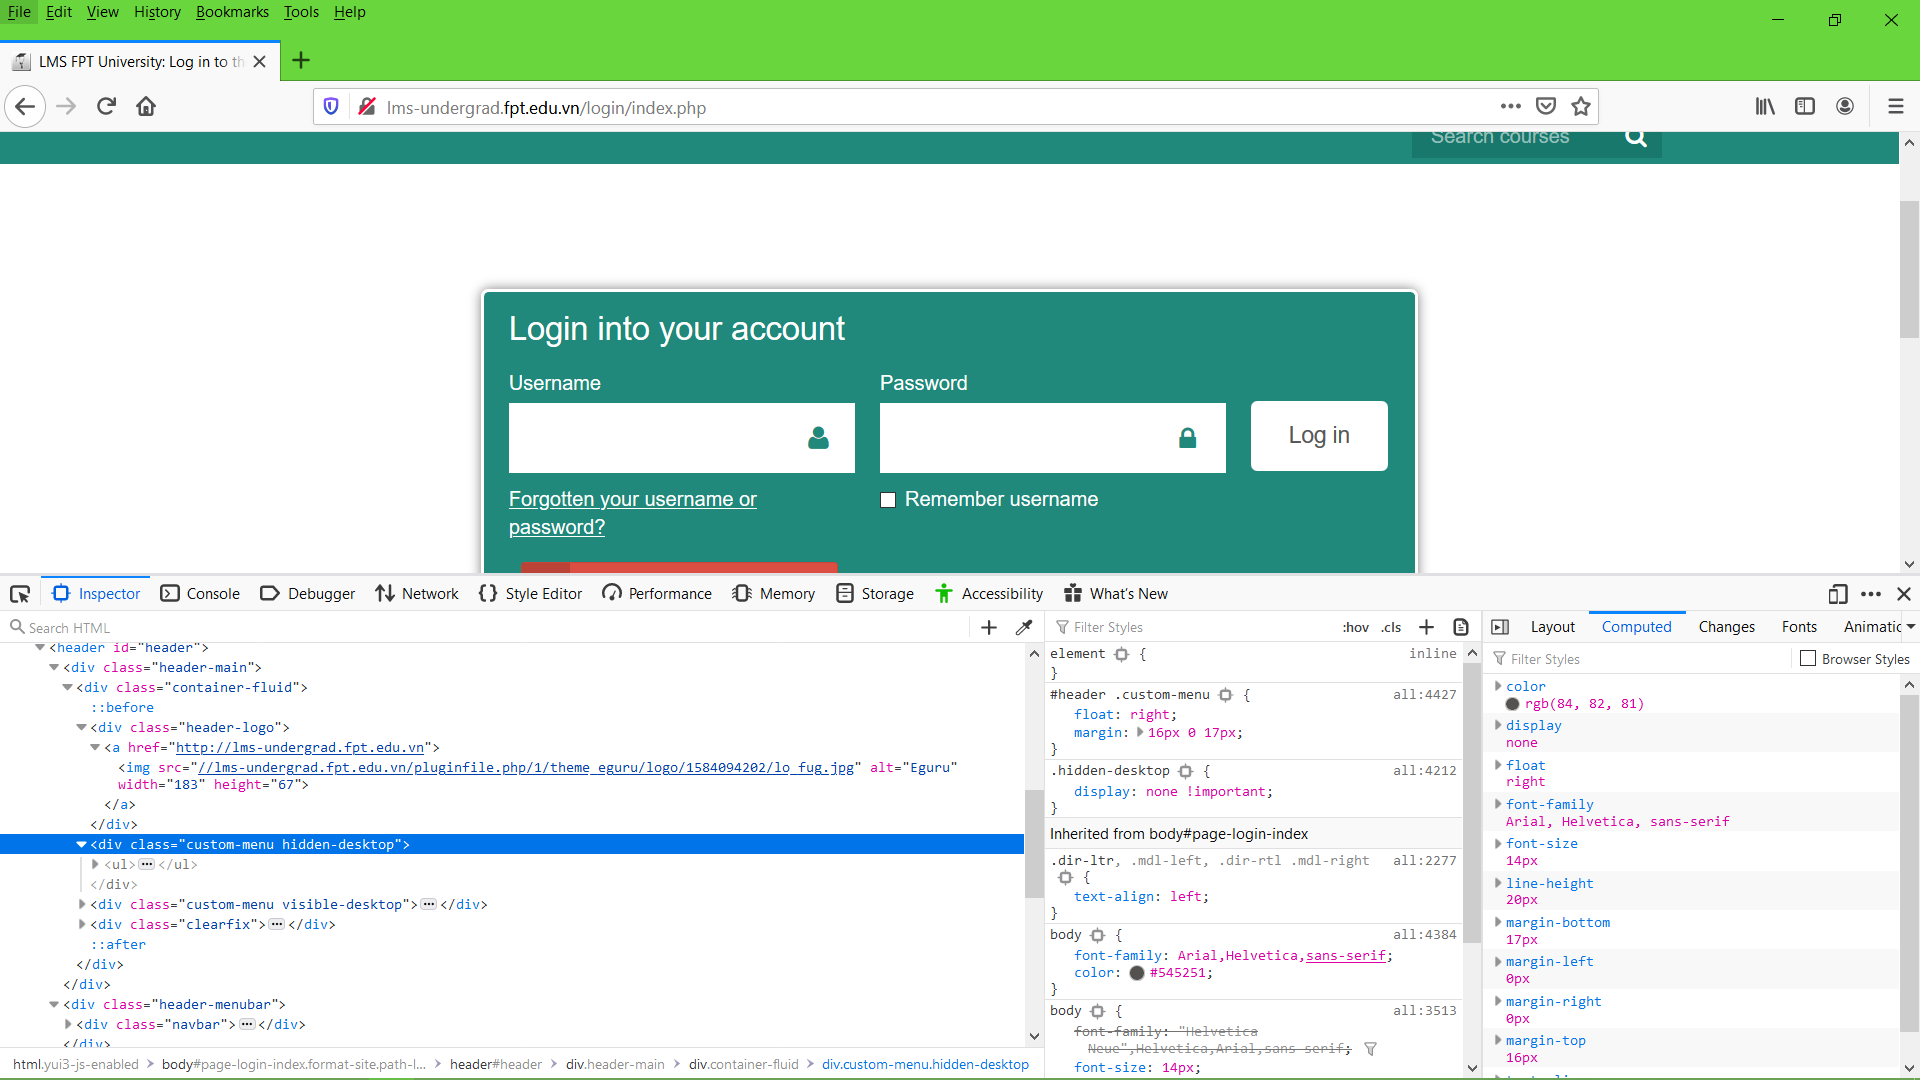 File Edit View History Bookmarks Tools Help
LMS FPT University: Log in to th
lms-undergrad.fpt.edu.vn/login/index.php
Search courses
Login into your account
Username Password
Log in
Forgotten your username or
password?
Remember username
Inspector Console Debugger Network Style Editor Performance Memory Storage Accessibility What's New
Search HTML
<header id="header">
<div class="header-main">
<div class="container-fluid">
::before
<div class="header-logo">
<a href="http://lms-undergrad.fpt.edu.vn">
<img src="//lms-undergrad.fpt.edu.vn/pluginfile.php/1/theme_eguru/logo/1584094202/lo_fug.jpg" alt="Eguru"
width="183" height="67">
</a>
</div>
<div class="custom-menu hidden-desktop">
<ul> </ul>
</div>
<div class="custom-menu visible-desktop"> </div>
<div class="clearfix"> </div>
::after
</div>
</div>
<div class="header-menubar">
<div class="navbar"> </div>
</div>
html.yui3-js-enabled body#page-login-index.format-site.path-l... header#header div.header-main div.container-fluid div.custom-menu.hidden-desktop
Filter Styles :hov .cls
element { inline
}
#header .custom-menu { all:4427
float: right;
margin: 16px 0 17px;
}
.hidden-desktop { all:4212
display: none !important;
}
Inherited from body#page-login-index
.dir-ltr, .mdl-left, .dir-rtl .mdl-right all:2277
{
text-align: left;
}
body { all:4384
font-family: Arial,Helvetica,sans-serif;
color: #545251;
}
body { all:3513
font-family: "Helvetica
Neue",Helvetica,Arial,sans-serif;
font-size: 14px;
Layout Computed Changes Fonts Animatic
Filter Styles Browser Styles
color
rgb(84, 82, 81)
display
none
float
right
font-family
Arial, Helvetica, sans-serif
font-size
14px
line-height
20px
margin-bottom
17px
margin-left
0px
margin-right
0px
margin-top
16px